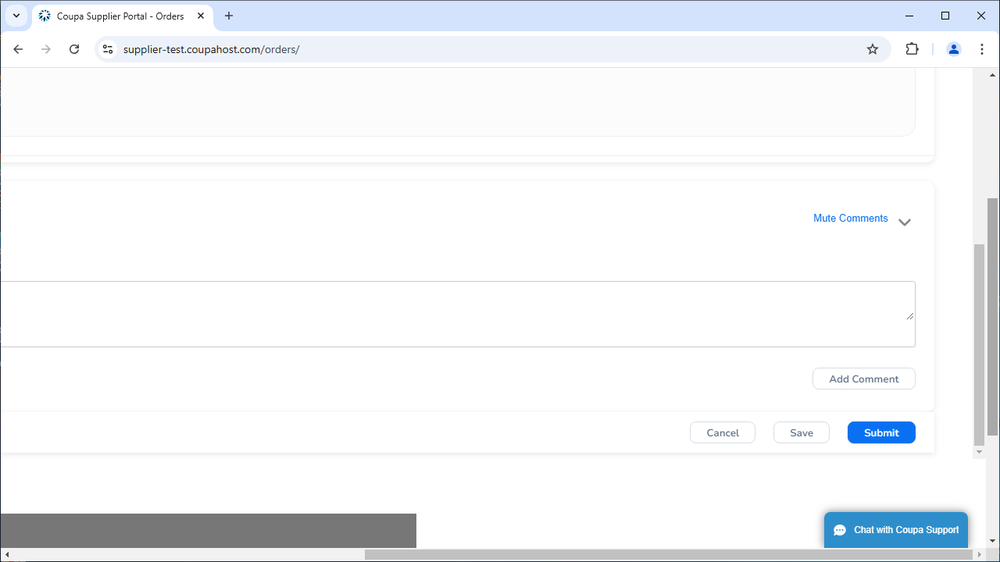 Coupa Supplier Portal - Orders
supplier-test.coupahost.com/orders/
Mute Comments
Add Comment
Cancel
Save
Submit
Chat with Coupa Support